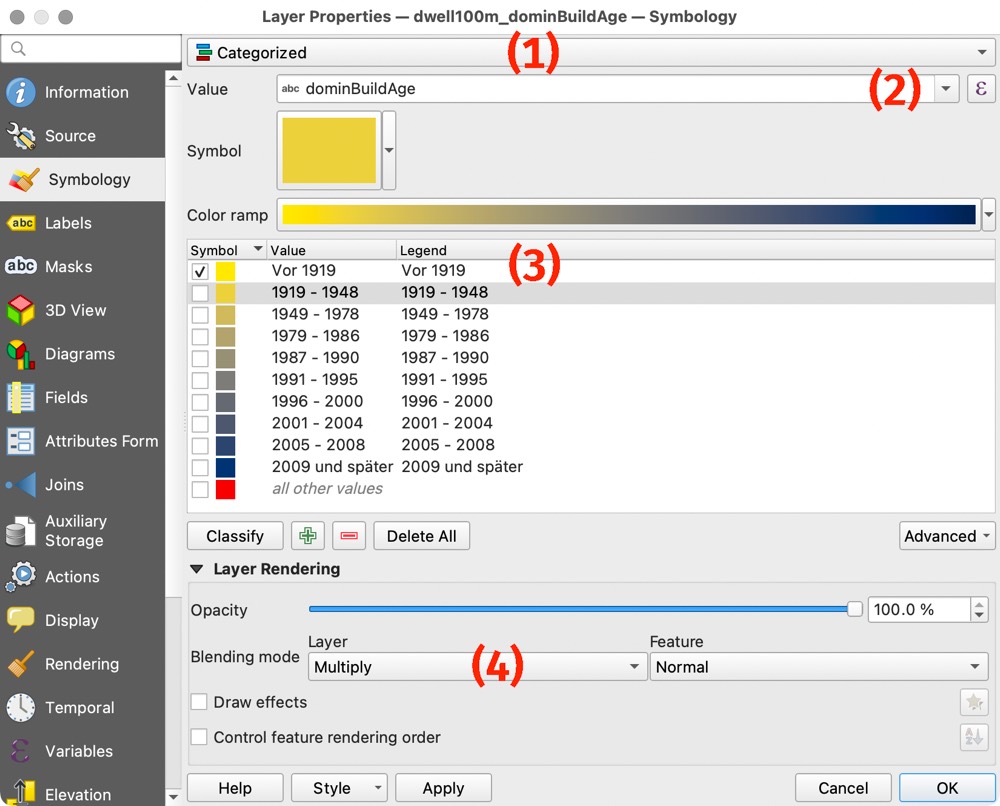 Layer Properties — dwell100m_dominBuildAge — Symbology
Information
Source
Symbology
abc Labels
abc Masks
3D View
Diagrams
Fields
Attributes Form
Joins
Auxiliary
Storage
Actions
Display
Rendering
Temporal
Variables
Elevation
Categorized (1)
Value abc dominBuildAge (2) ε
Symbol
Color ramp
Symbol Value Legend (3)
Vor 1919 Vor 1919
1919 - 1948 1919 - 1948
1949 - 1978 1949 - 1978
1979 - 1986 1979 - 1986
1987 - 1990 1987 - 1990
1991 - 1995 1991 - 1995
1996 - 2000 1996 - 2000
2001 - 2004 2001 - 2004
2005 - 2008 2005 - 2008
2009 und später 2009 und später
all other values
Classify Delete All Advanced
Layer Rendering
Opacity 100.0 %
Layer Feature
Blending mode Multiply (4) Normal
Draw effects
Control feature rendering order
Help Style Apply Cancel OK